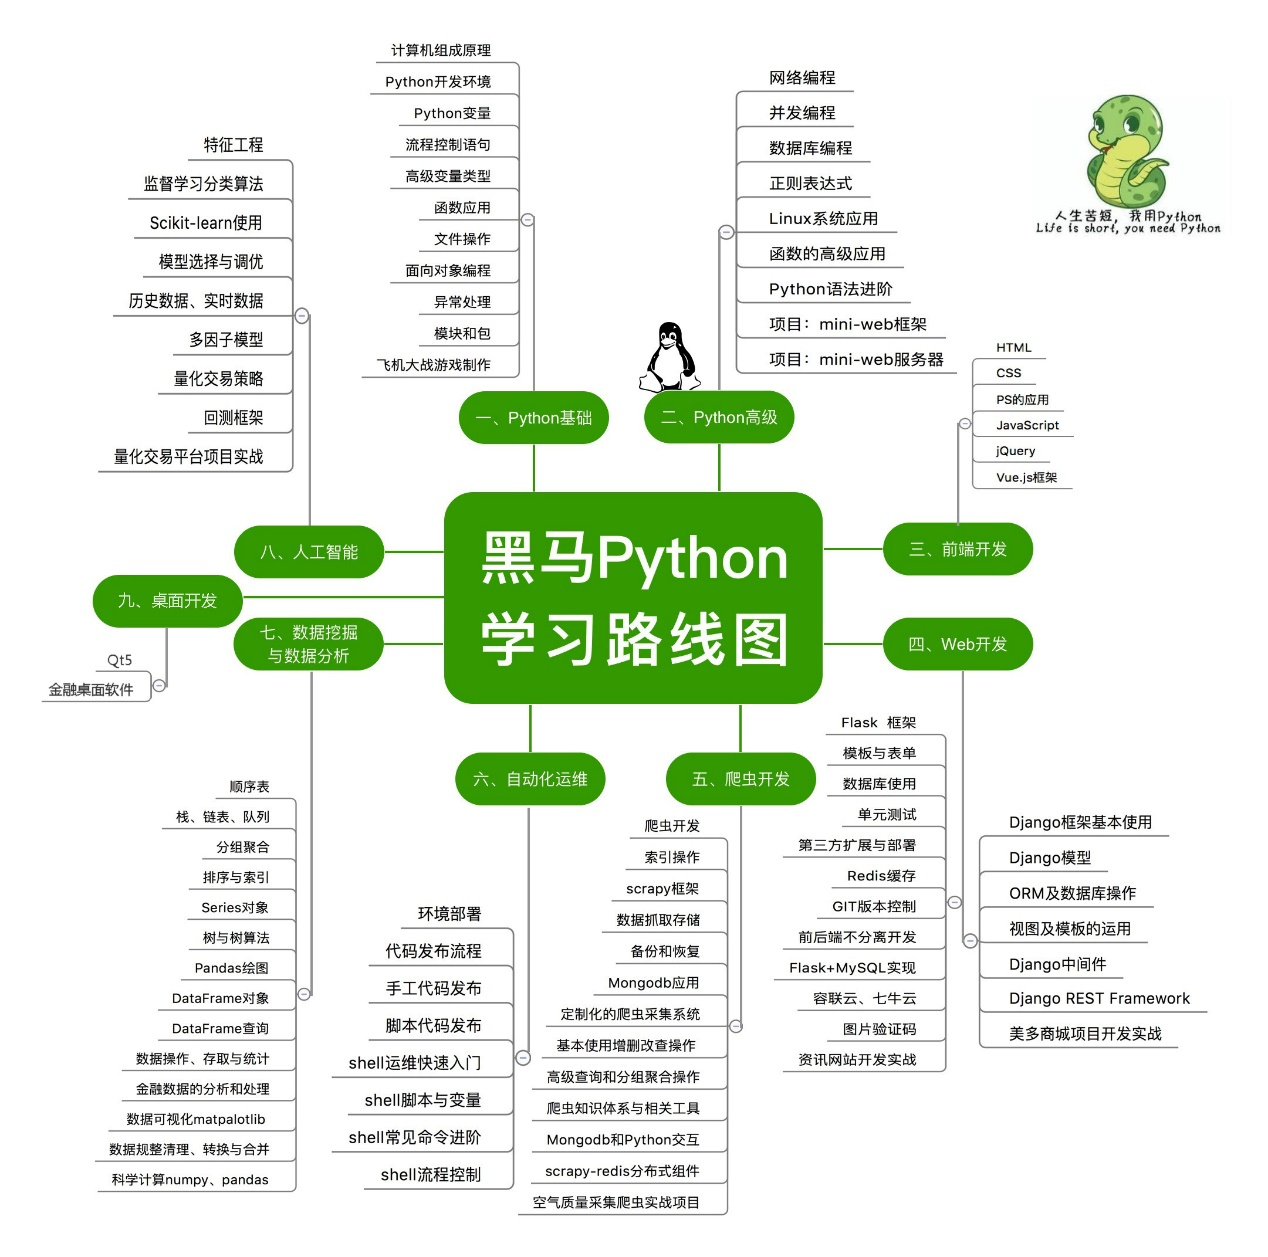 黑马Python
学习路线图
一、Python基础
计算机组成原理
Python开发环境
Python变量
流程控制语句
高级变量类型
函数应用
文件操作
面向对象编程
异常处理
模块和包
飞机大战游戏制作
二、Python高级
网络编程
并发编程
数据库编程
正则表达式
Linux系统应用
函数的高级应用
Python语法进阶
项目：mini-web框架
项目：mini-web服务器
人生苦短，我用Python
Life is short, you need Python
三、前端开发
HTML
CSS
PS的应用
JavaScript
jQuery
Vue.js框架
四、Web开发
Flask 框架
模板与表单
数据库使用
单元测试
第三方扩展与部署
Redis缓存
GIT版本控制
前后端不分离开发
Flask+MySQL实现
容联云、七牛云
图片验证码
资讯网站开发实战
Django框架基本使用
Django模型
ORM及数据库操作
视图及模板的运用
Django中间件
Django REST Framework
美多商城项目开发实战
五、爬虫开发
爬虫开发
索引操作
scrapy框架
数据抓取存储
备份和恢复
Mongodb应用
定制化的爬虫采集系统
基本使用增删改查操作
高级查询和分组聚合操作
爬虫知识体系与相关工具
Mongodb和Python交互
scrapy-redis分布式组件
空气质量采集爬虫实战项目
六、自动化运维
环境部署
代码发布流程
手工代码发布
脚本代码发布
shell运维快速入门
shell脚本与变量
shell常见命令进阶
shell流程控制
七、数据挖掘
与数据分析
顺序表
栈、链表、队列
分组聚合
排序与索引
Series对象
树与树算法
Pandas绘图
DataFrame对象
DataFrame查询
数据操作、存取与统计
金融数据的分析和处理
数据可视化matpalotlib
数据规整清理、转换与合并
科学计算numpy、pandas
八、人工智能
特征工程
监督学习分类算法
Scikit-learn使用
模型选择与调优
历史数据、实时数据
多因子模型
量化交易策略
回测框架
量化交易平台项目实战
九、桌面开发
Qt5
金融桌面软件